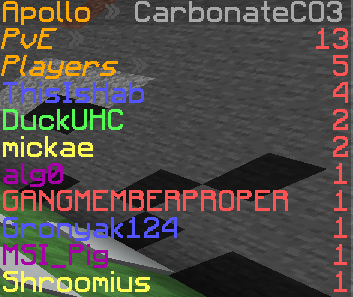 Apollo » CarbonateC03
PvE » 13
Players » 5
ThisIsHab 4
DuckUHC 2
mickae 2
alg0 1
GANGMEMBERPROPER 1
Gronyak124 1
MSI_Pig 1
Shroomius 1